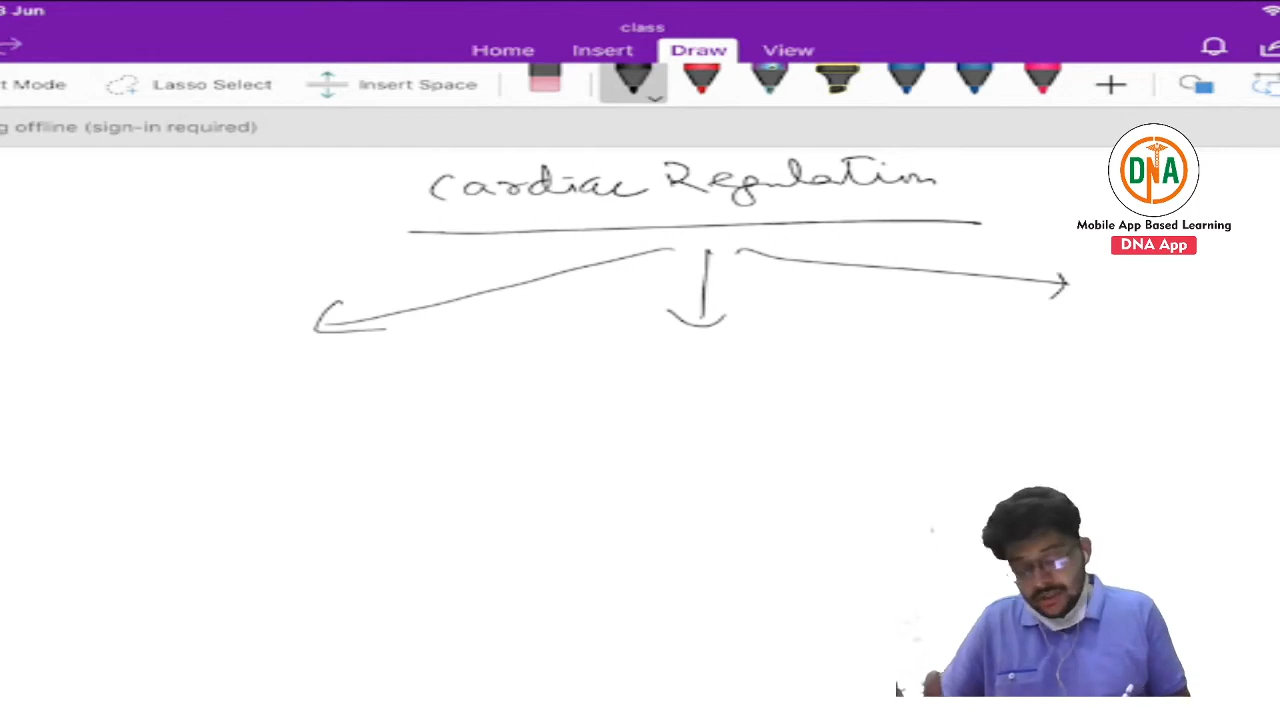 3 Jun
class
Home Insert Draw View
t Mode Lasso Select Insert Space
g offline (sign-in required)
Cardiac Regulation
DNA
Mobile App Based Learning
DNA App